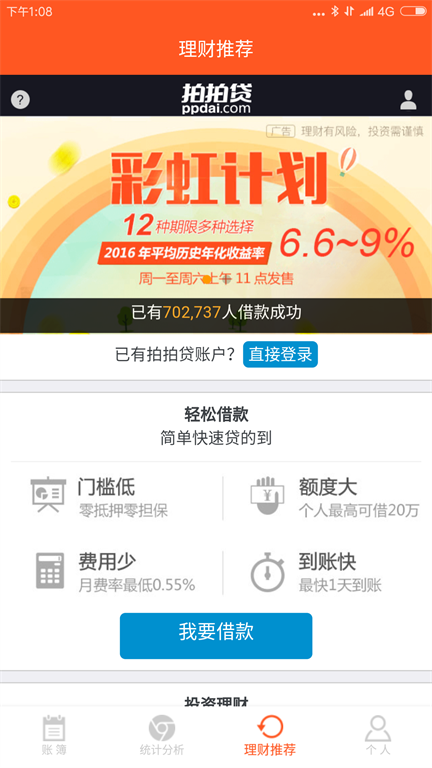 下午1:08
4G
理财推荐
?
拍拍贷
ppdai.com
广告 理财有风险，投资需谨慎
彩虹计划
12种期限多种选择
2016年平均历史年化收益率
6.6~9%
周一至周六上午11点发售
已有702,737人借款成功
已有拍拍贷账户？ 直接登录
轻松借款
简单快速贷的到
门槛低
零抵押零担保
额度大
个人最高可借20万
费用少
月费率最低0.55%
到账快
最快1天到账
我要借款
投资理财
账簿
统计分析
理财推荐
个人